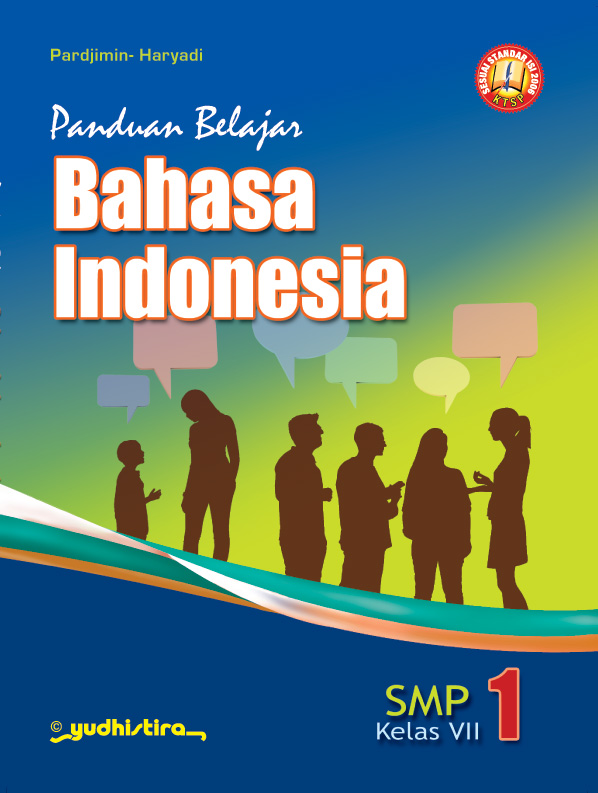 Pardjimin- Haryadi
SESUAI STANDAR ISI 2006
KTSP
Panduan Belajar
Bahasa
Indonesia
SMP 1
Kelas VII
© yudhistira